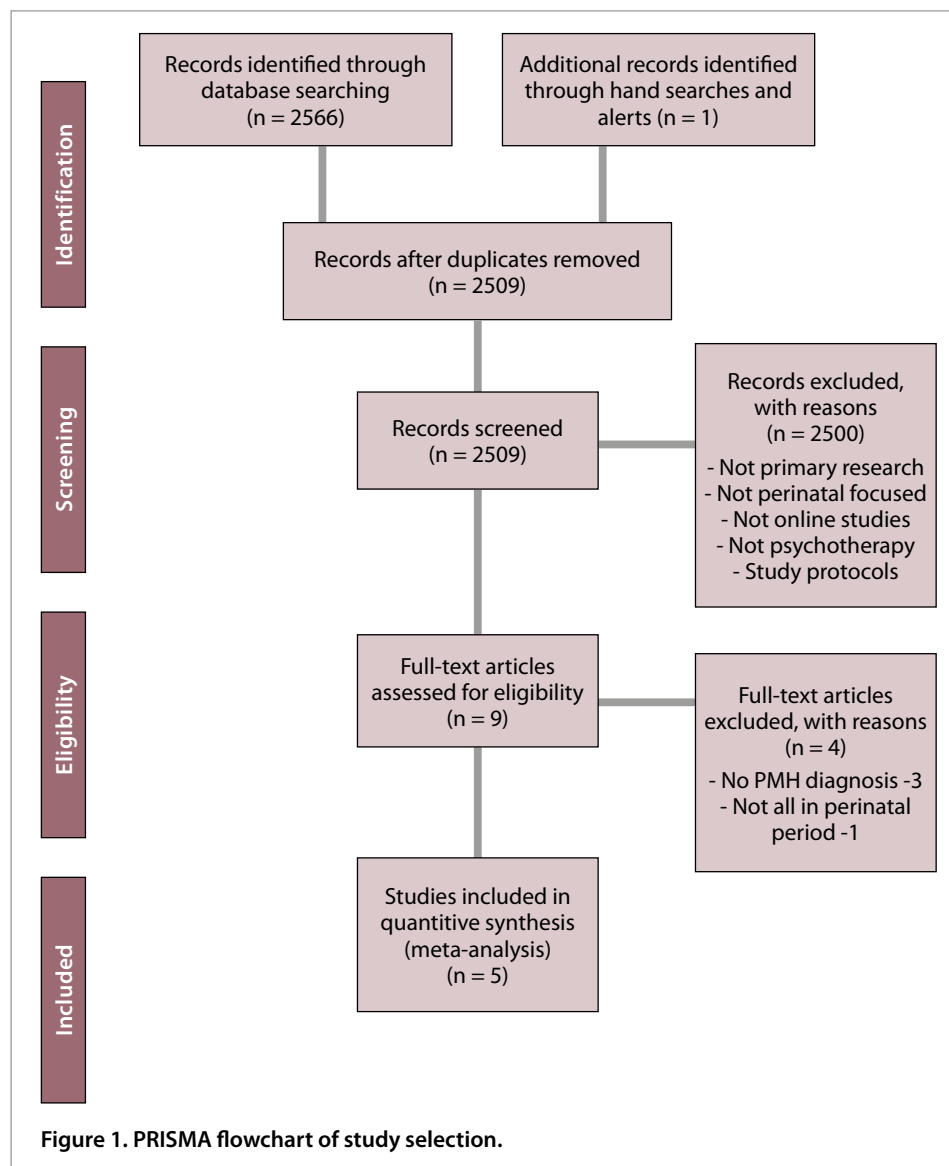 Records identified through
database searching
(n = 2566)
Additional records identified
through hand searches and
alerts (n = 1)
Identification
Records after duplicates removed
(n = 2509)
Screening
Records screened
(n = 2509)
Records excluded,
with reasons
(n = 2500)
- Not primary research
- Not perinatal focused
- Not online studies
- Not psychotherapy
- Study protocols
Eligibility
Full-text articles
assessed for eligibility
(n = 9)
Full-text articles
excluded, with reasons
(n = 4)
- No PMH diagnosis -3
- Not all in perinatal
period -1
Included
Studies included in
quantitive synthesis
(meta-analysis)
(n = 5)
Figure 1. PRISMA flowchart of study selection.